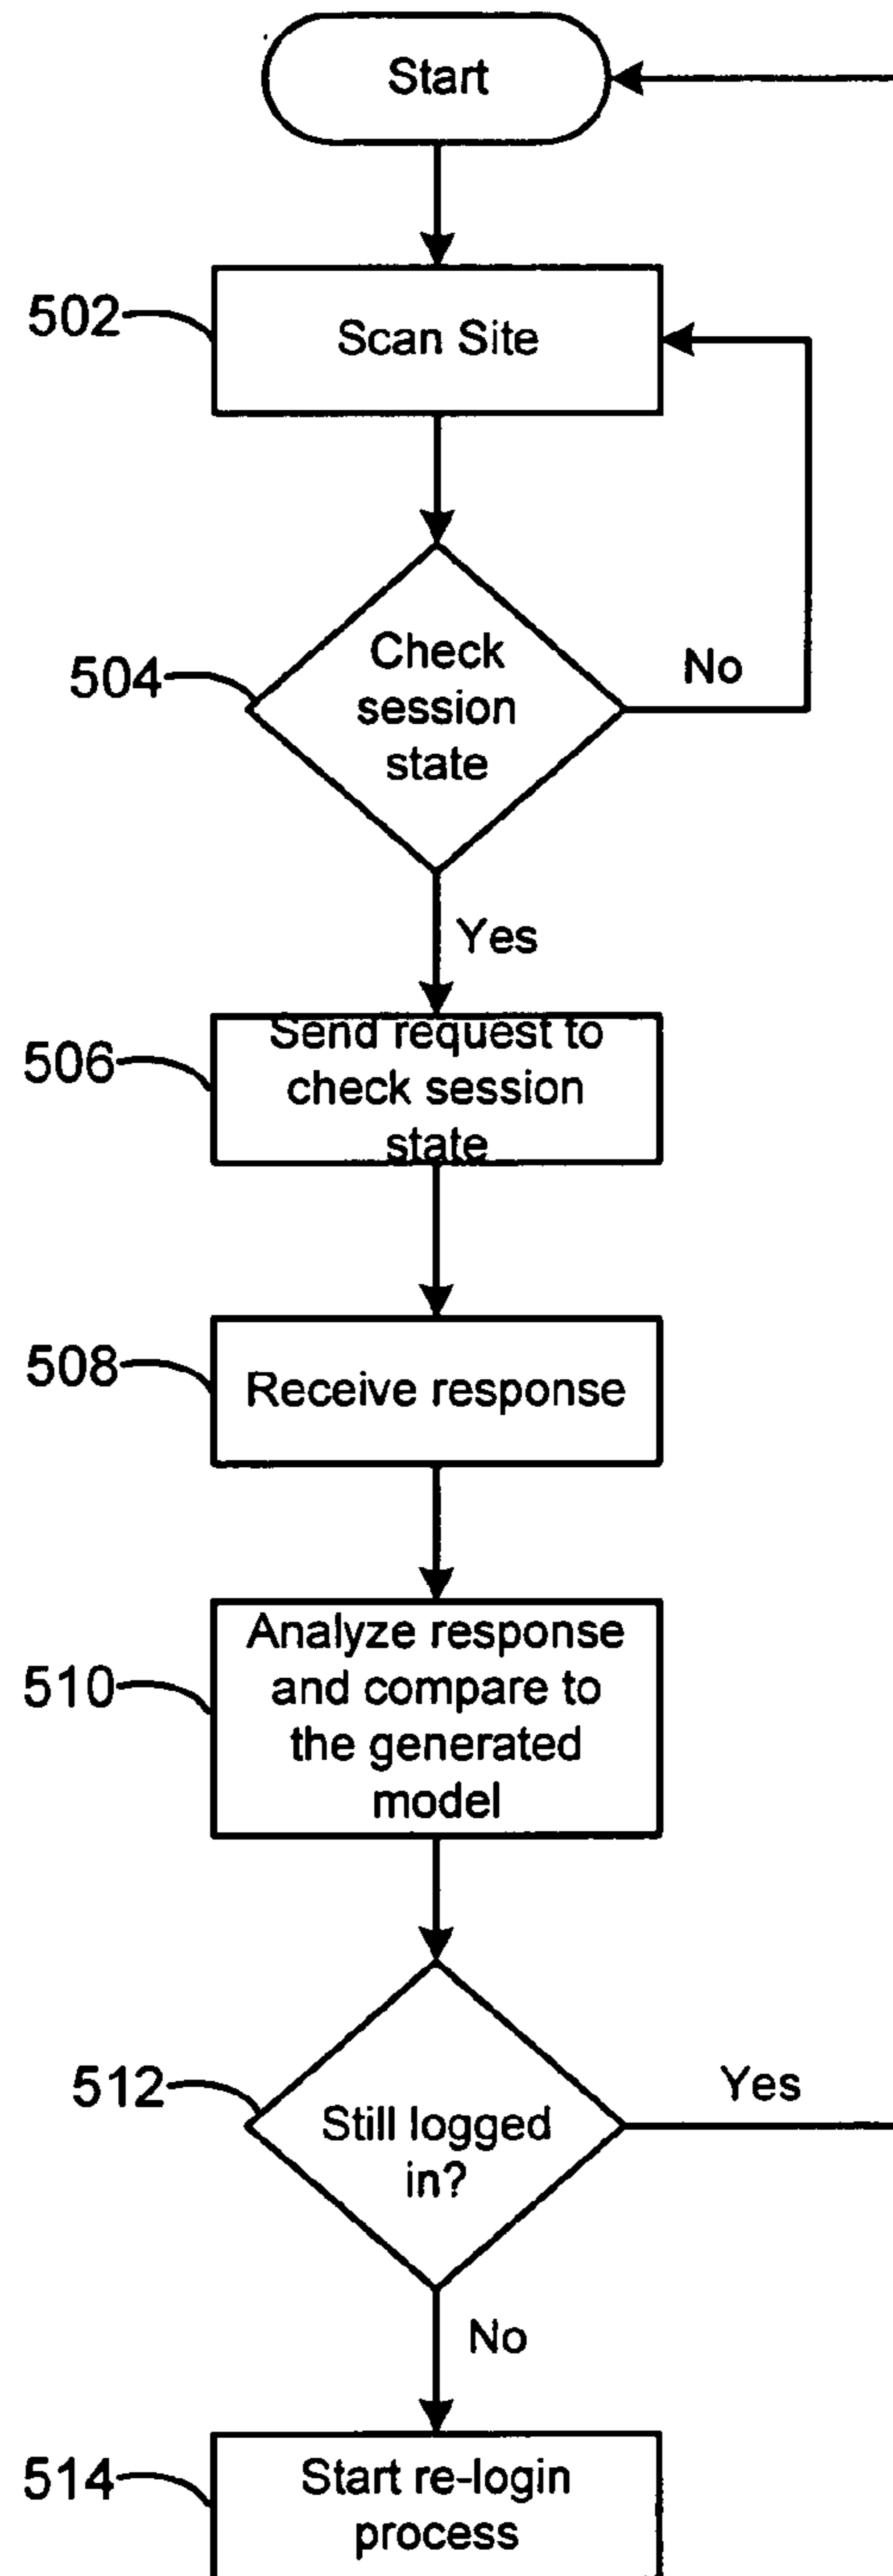 Start
502
Scan Site
504
Check
session
state
No
Yes
506
Send request to
check session
state
508
Receive response
510
Analyze response
and compare to
the generated
model
512
Still logged
in?
Yes
No
514
Start re-login
process